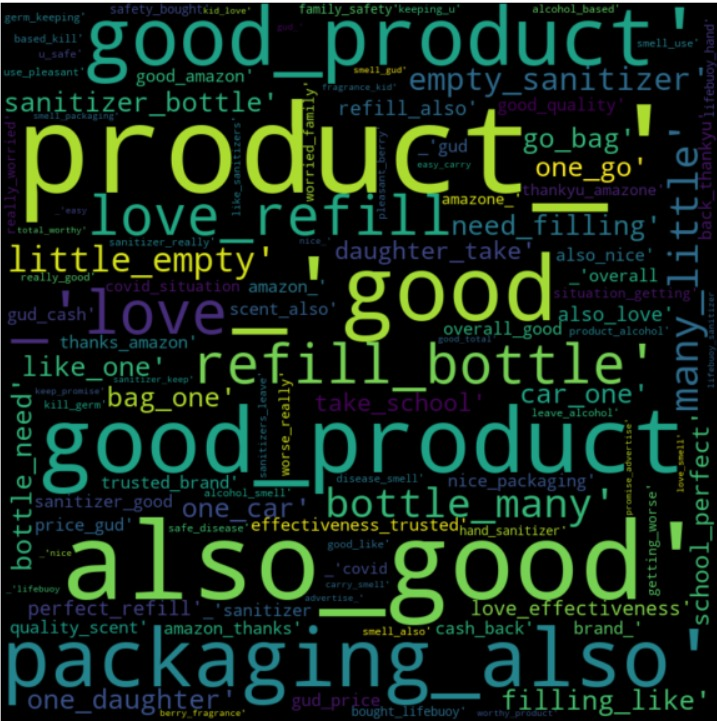 safety_bought
kid_love'
family_safety'
keeping_u'
alcohol_based'
germ_keeping'
based_kill'
u_safe'
use_pleasant'
good_product'
smell_use'
good_amazon'
smell_gud'
fragrance_kid'
empty_sanitizer'
sanitizer_bottle'
refill_also'
good_quality'
smell_packaging'
product_'
_'gud
go_bag'
easy_carry
one_go'
really_worried'
like_sanitizers'
worried_family'
pleasant_berry
lifebuoy_hand'
back_thankyu'
_'easy
total_worthy'
love_refill
amazone_'
thankyu_amazone'
need_filling'
sanitizer_really'
nice_'
little_empty'
daughter_take'
also_nice'
many_little'
really_good'
covid_situation
amazon_'
_'overall
situation_getting'
gud_cash'
_'love
_'good
also_love'
thanks_amazon'
overall_good
product_alcohol'
good_total'
lifebuoy_sanitizer
like_one'
refill_bottle'
sanitizer_keep'
keep_promise'
bag_one'
kill_germ'
sanitizers_leave'
worse_really'
take_school'
car_one'
leave_alcohol'
bottle_need'
good_product'
trusted_brand'
disease_smell'
nice_packaging'
promise_advertise'
love_smell'
alcohol_smell'
sanitizer_good
one_car'
bottle_many'
price_gud'
safe_disease'
effectiveness_trusted'
hand_sanitizer'
getting_worse'
school_perfect'
_'nice'
also_good'
good_like'
_'covid
carry_smell'
_'lifebuoy
advertise_'
perfect_refill'
_'sanitizer
love_effectiveness'
quality_scent'
amazon_thanks'
smell_also'
cash_back'
brand_'
packaging_also'
one_daughter'
gud_price
filling_like'
berry_fragrance'
bought_lifebuoy'
worthy_product'
scent_also'